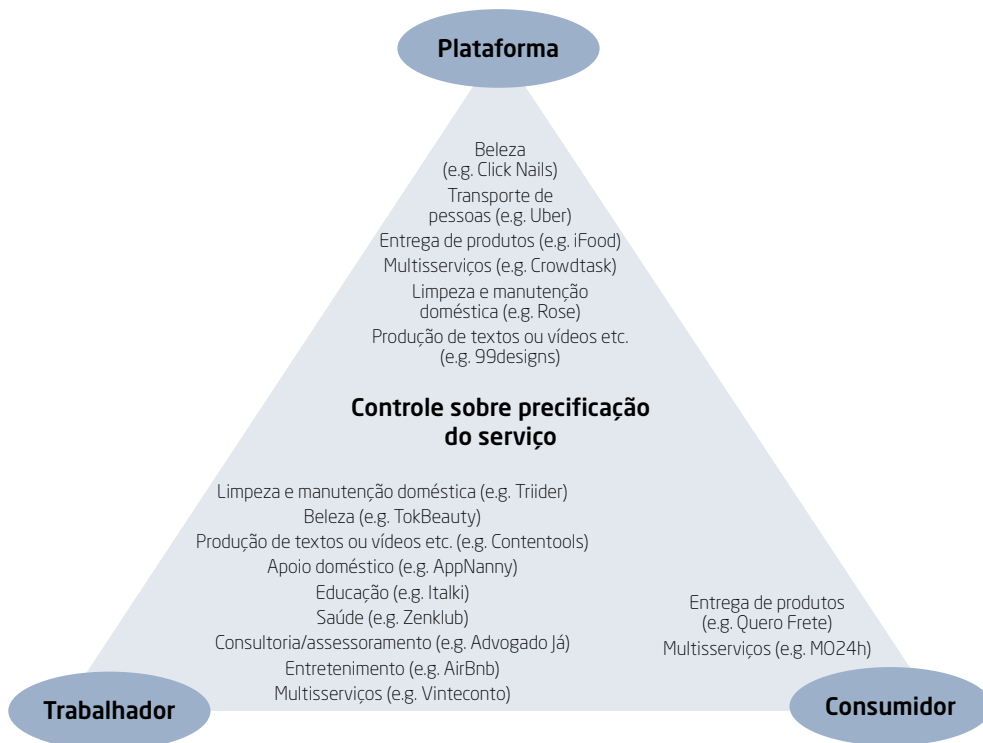 Plataforma
Beleza
(e.g. Click Nails)
Transporte de
pessoas (e.g. Uber)
Entrega de produtos (e.g. iFood)
Multisserviços (e.g. Crowdtask)
Limpeza e manutenção
doméstica (e.g. Rose)
Produção de textos ou vídeos etc.
(e.g. 99designs)
Controle sobre precificação
do serviço
Limpeza e manutenção doméstica (e.g. Triider)
Beleza (e.g. TokBeauty)
Produção de textos ou vídeos etc. (e.g. Contentools)
Apoio doméstico (e.g. AppNanny)
Educação (e.g. Italki)
Saúde (e.g. Zenklub)
Consultoria/assessoramento (e.g. Advogado Já)
Entretenimento (e.g. AirBnb)
Multisserviços (e.g. Vinteconto)
Entrega de produtos
(e.g. Quero Frete)
Multisserviços (e.g. MO24h)
Trabalhador
Consumidor